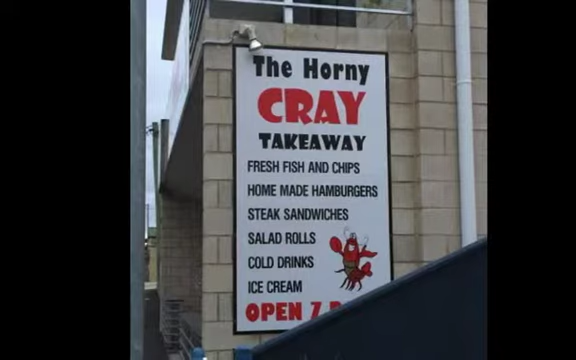 The Horny
CRAY
TAKEAWAY
FRESH FISH AND CHIPS
HOME MADE HAMBURGERS
STEAK SANDWICHES
SALAD ROLLS
COLD DRINKS
ICE CREAM
OPEN 7